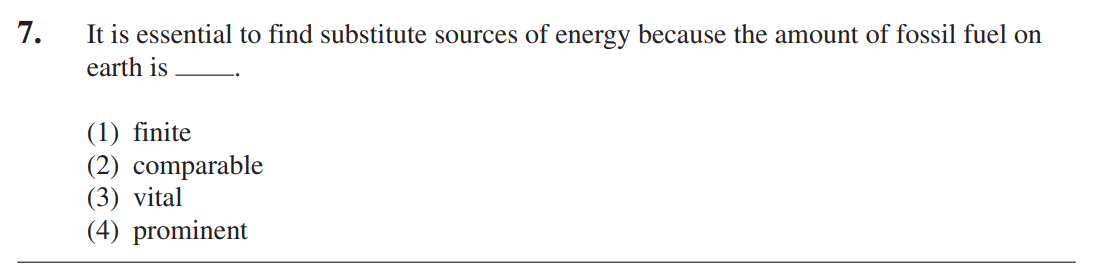 7. It is essential to find substitute sources of energy because the amount of fossil fuel on
earth is _____.
(1) finite
(2) comparable
(3) vital
(4) prominent